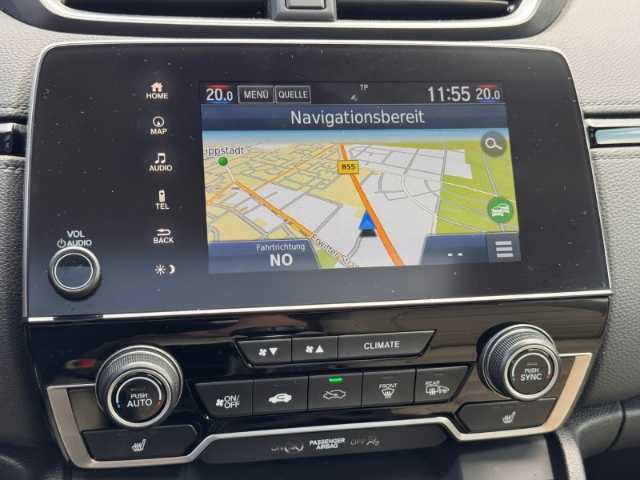 20.0 MENÜ QUELLE TP 11:55 20.0
HOME
Navigationsbereit
MAP
ippstadt
B55
AUDIO
TEL
VOL
AUDIO
BACK
Fahrtrichtung
NO
- -
CLIMATE
PUSH
AUTO
ON/
OFF
FRONT
REAR
PUSH
SYNC
PASSENGER
AIRBAG
OFF